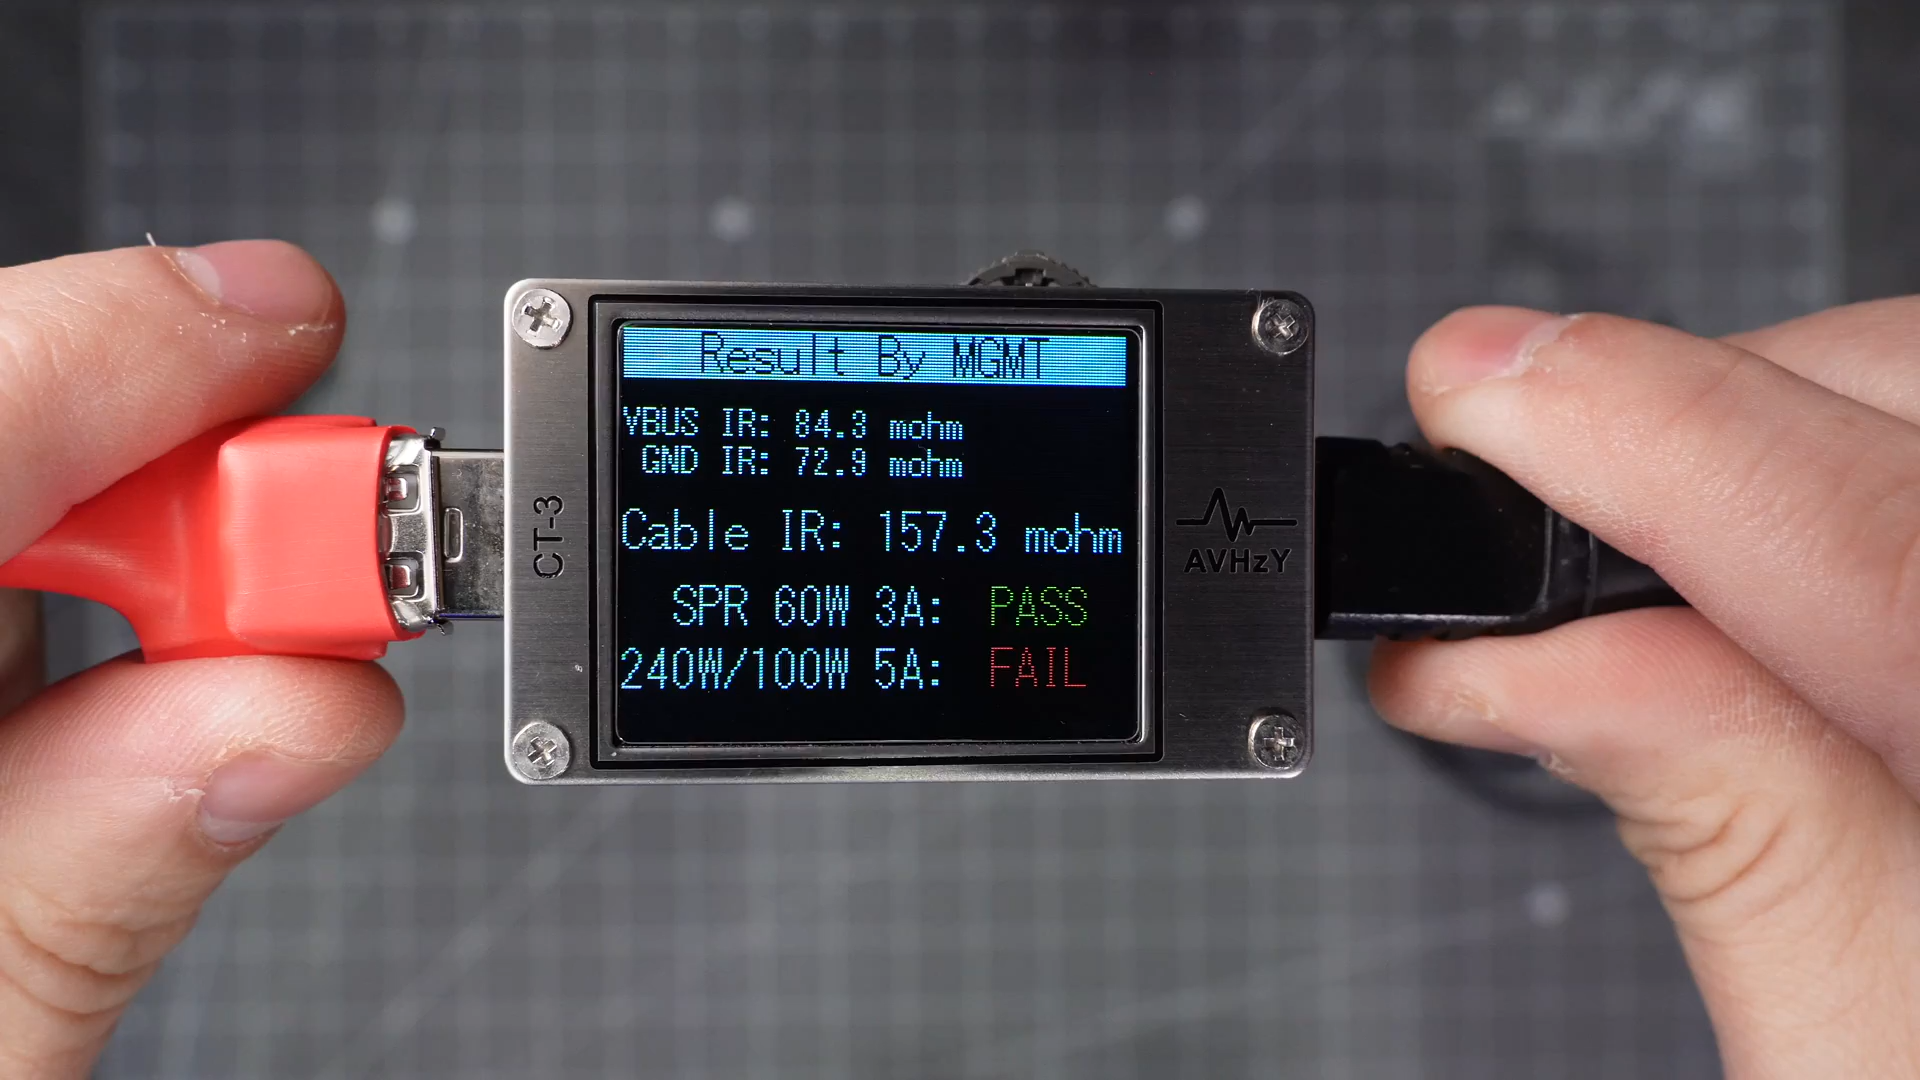 Result By MGMT
VBUS IR: 84.3 mohm
GND IR: 72.9 mohm
Cable IR: 157.3 mohm
SPR 60W 3A: PASS
240W/100W 5A: FAIL
CT-3
AVHzY